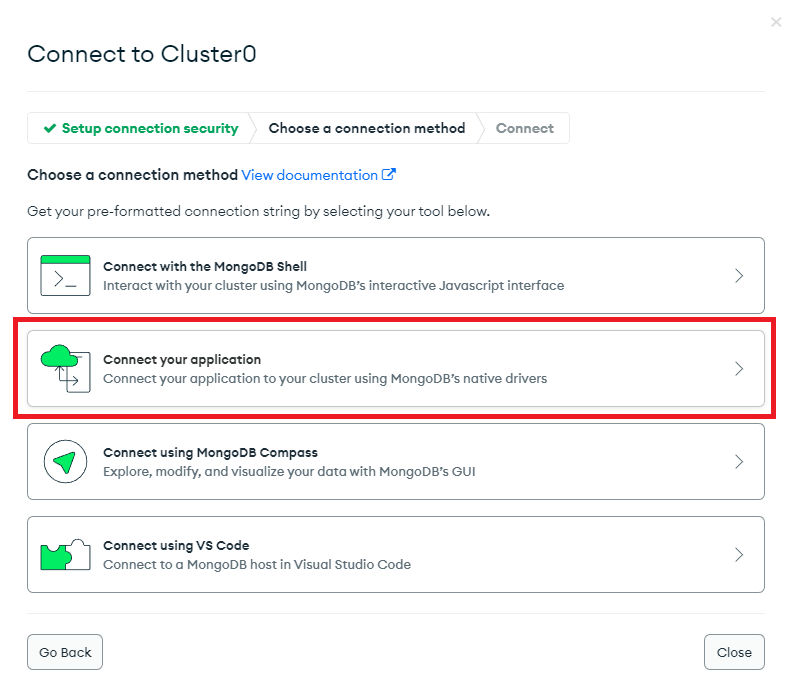 Connect to Cluster0
Setup connection security
Choose a connection method
Connect
Choose a connection method View documentation
Get your pre-formatted connection string by selecting your tool below.
Connect with the MongoDB Shell
Interact with your cluster using MongoDB's interactive Javascript interface
Connect your application
Connect your application to your cluster using MongoDB's native drivers
Connect using MongoDB Compass
Explore, modify, and visualize your data with MongoDB's GUI
Connect using VS Code
Connect to a MongoDB host in Visual Studio Code
Go Back
Close